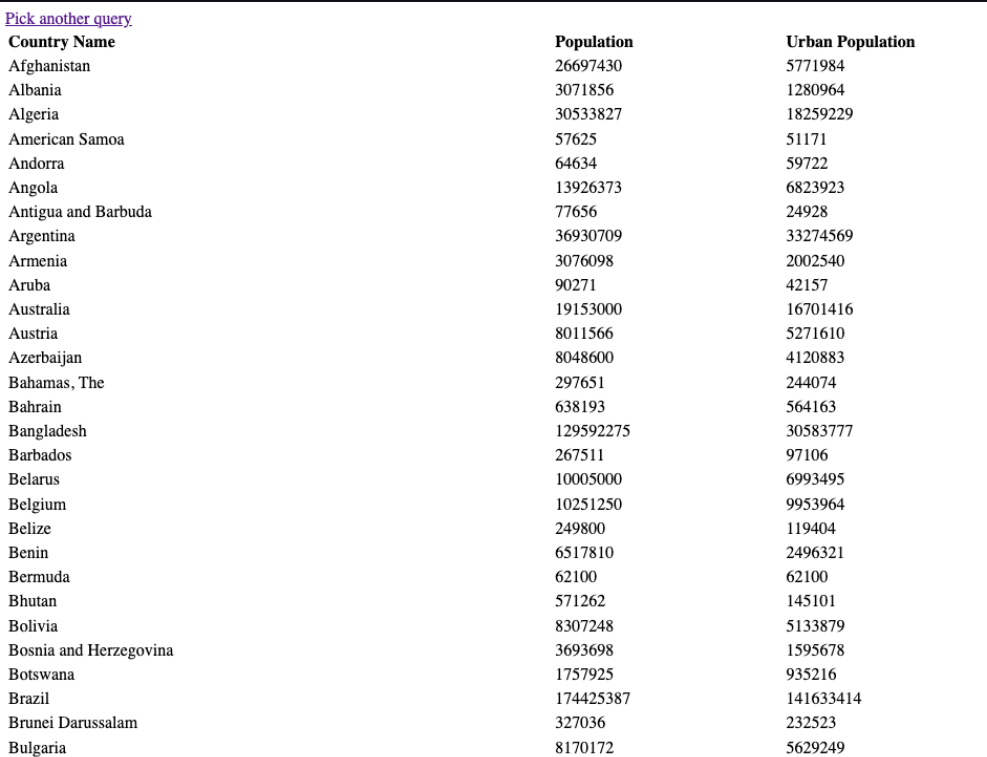 Pick another query
Country Name Population Urban Population
Afghanistan 26697430 5771984
Albania 3071856 1280964
Algeria 30533827 18259229
American Samoa 57625 51171
Andorra 64634 59722
Angola 13926373 6823923
Antigua and Barbuda 77656 24928
Argentina 36930709 33274569
Armenia 3076098 2002540
Aruba 90271 42157
Australia 19153000 16701416
Austria 8011566 5271610
Azerbaijan 8048600 4120883
Bahamas, The 297651 244074
Bahrain 638193 564163
Bangladesh 129592275 30583777
Barbados 267511 97106
Belarus 10005000 6993495
Belgium 10251250 9953964
Belize 249800 119404
Benin 6517810 2496321
Bermuda 62100 62100
Bhutan 571262 145101
Bolivia 8307248 5133879
Bosnia and Herzegovina 3693698 1595678
Botswana 1757925 935216
Brazil 174425387 141633414
Brunei Darussalam 327036 232523
Bulgaria 8170172 5629249